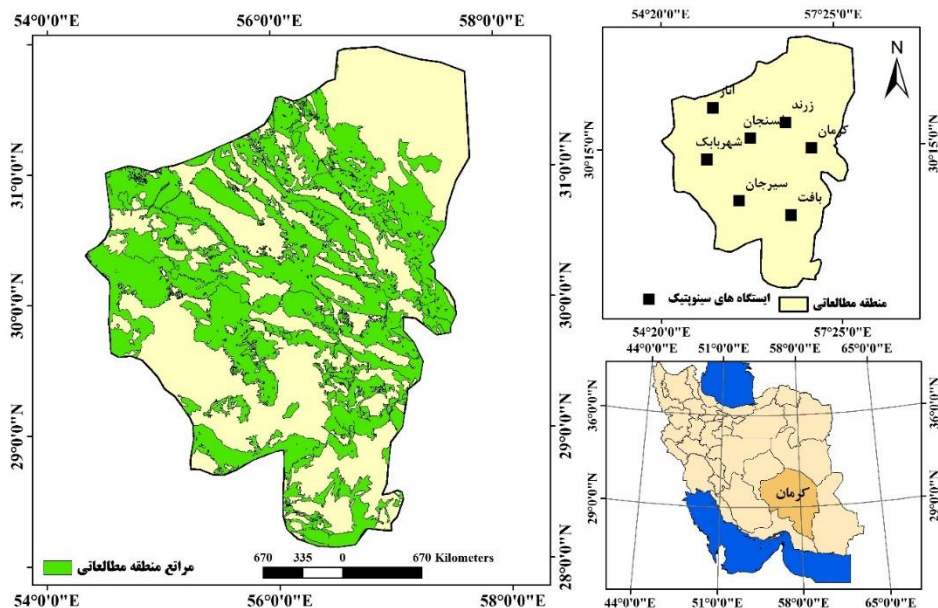 54°0'0"E 56°0'0"E 58°0'0"E
31°0'0"N 31°0'0"N
30°0'0"N 30°0'0"N
29°0'0"N 29°0'0"N
28°0'0"N
مراتع منطقه مطالعاتی
670 335 0 670 Kilometers
54°0'0"E 56°0'0"E 58°0'0"E
54°20'0"E 57°25'0"E
N
انار
زرند
کرمان
شهربابک
سیرجان
بافت
30°15'0"N 30°15'0"N
ایستگاه های سینوپتیک
منطقه مطالعاتی
54°20'0"E 57°25'0"E
44°0'0"E 51°0'0"E 58°0'0"E 65°0'0"E
36°0'0"N 36°0'0"N
کرمان
29°0'0"N 29°0'0"N
44°0'0"E 51°0'0"E 58°0'0"E 65°0'0"E